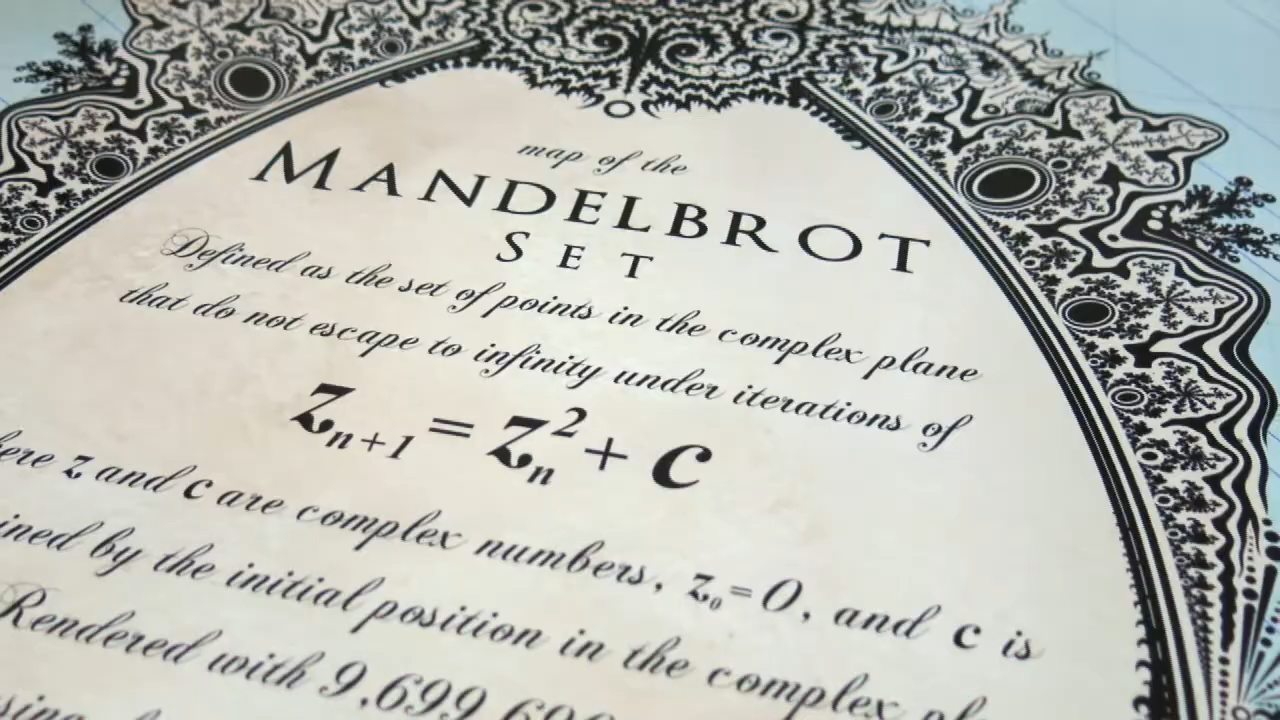 map of the
MANDELBROT
SET
Defined as the set of points in the complex plane
that do not escape to infinity under iterations of
zₙ₊₁ = zₙ² + c
ere z and c are complex numbers, z₀=0, and c is
ined by the initial position in the complex pl
Rendered with 9,699,69